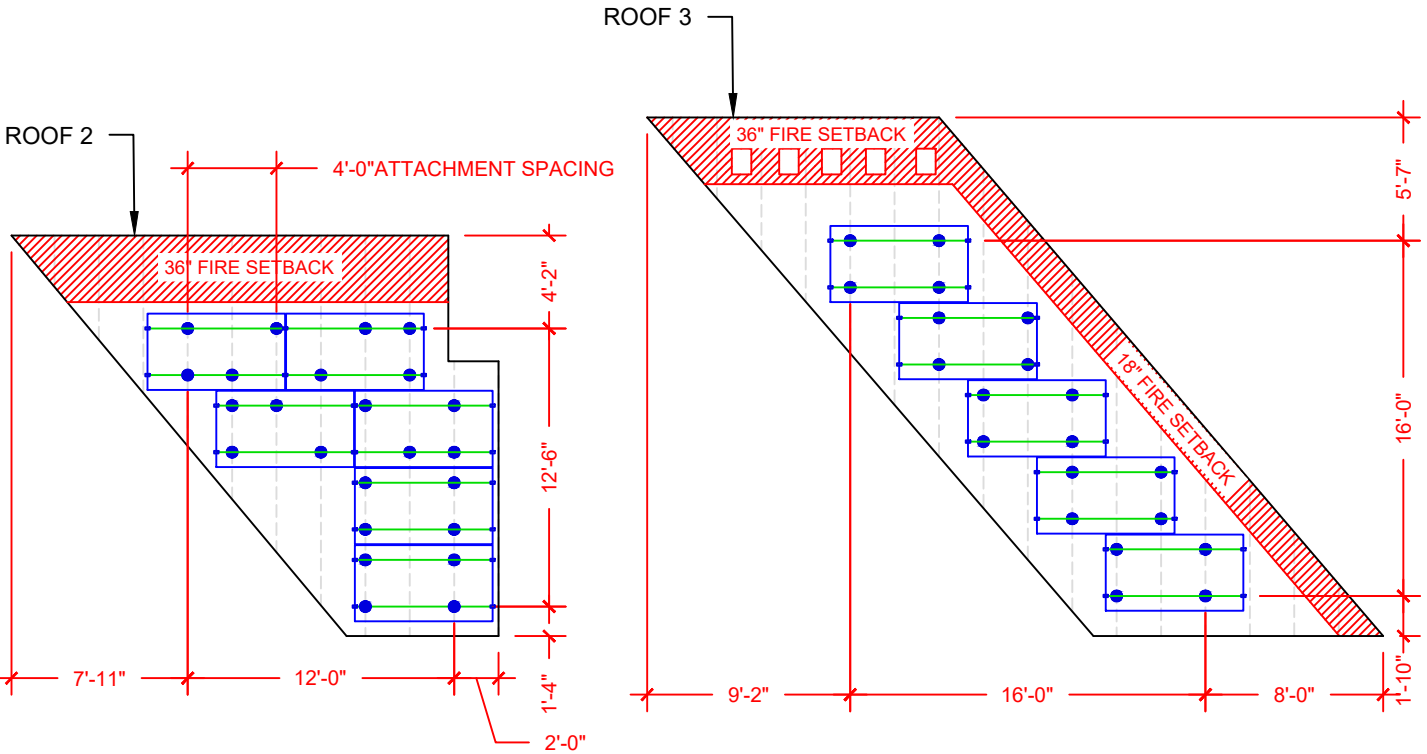 ROOF 3
ROOF 2
36" FIRE SETBACK
4'-0"ATTACHMENT SPACING
5'-7"
36" FIRE SETBACK
4'-2"
18" FIRE SETBACK
16'-0"
12'-6"
7'-11"
12'-0"
1'-4"
2'-0"
9'-2"
16'-0"
8'-0"
1'-10"